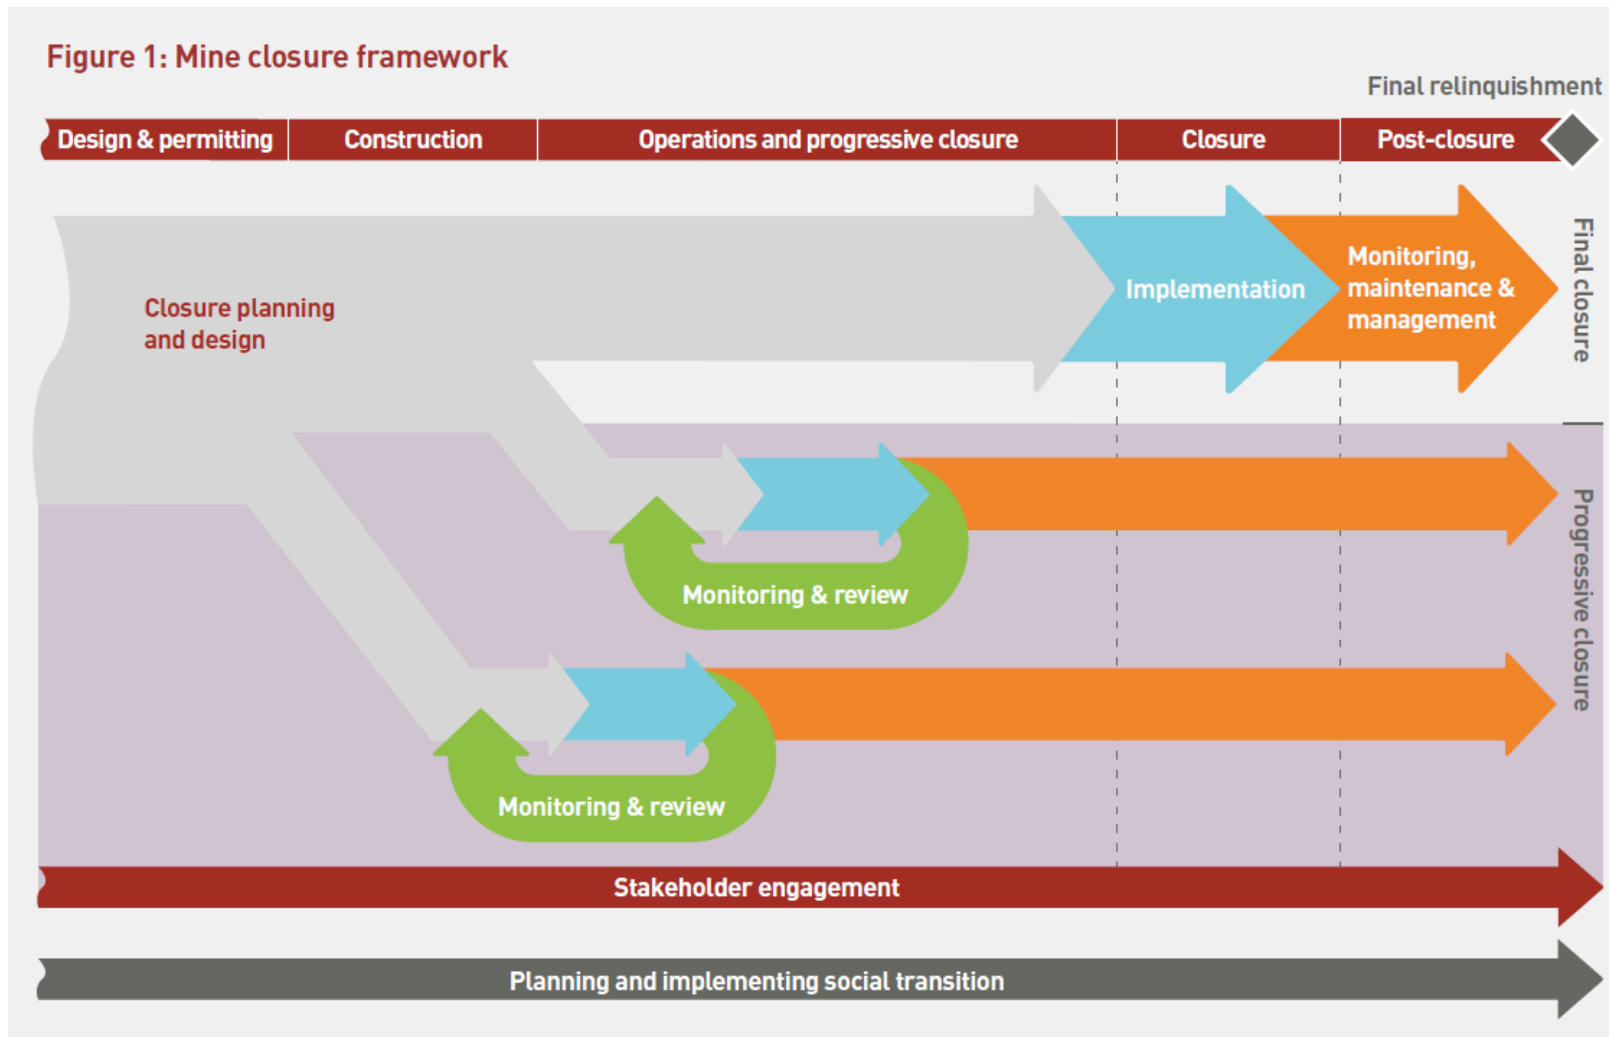 Figure 1: Mine closure framework
Final relinquishment
Design & permitting
Construction
Operations and progressive closure
Closure
Post-closure
Closure planning
and design
Implementation
Monitoring,
maintenance &
management
Final closure
Monitoring & review
Progressive closure
Monitoring & review
Stakeholder engagement
Planning and implementing social transition